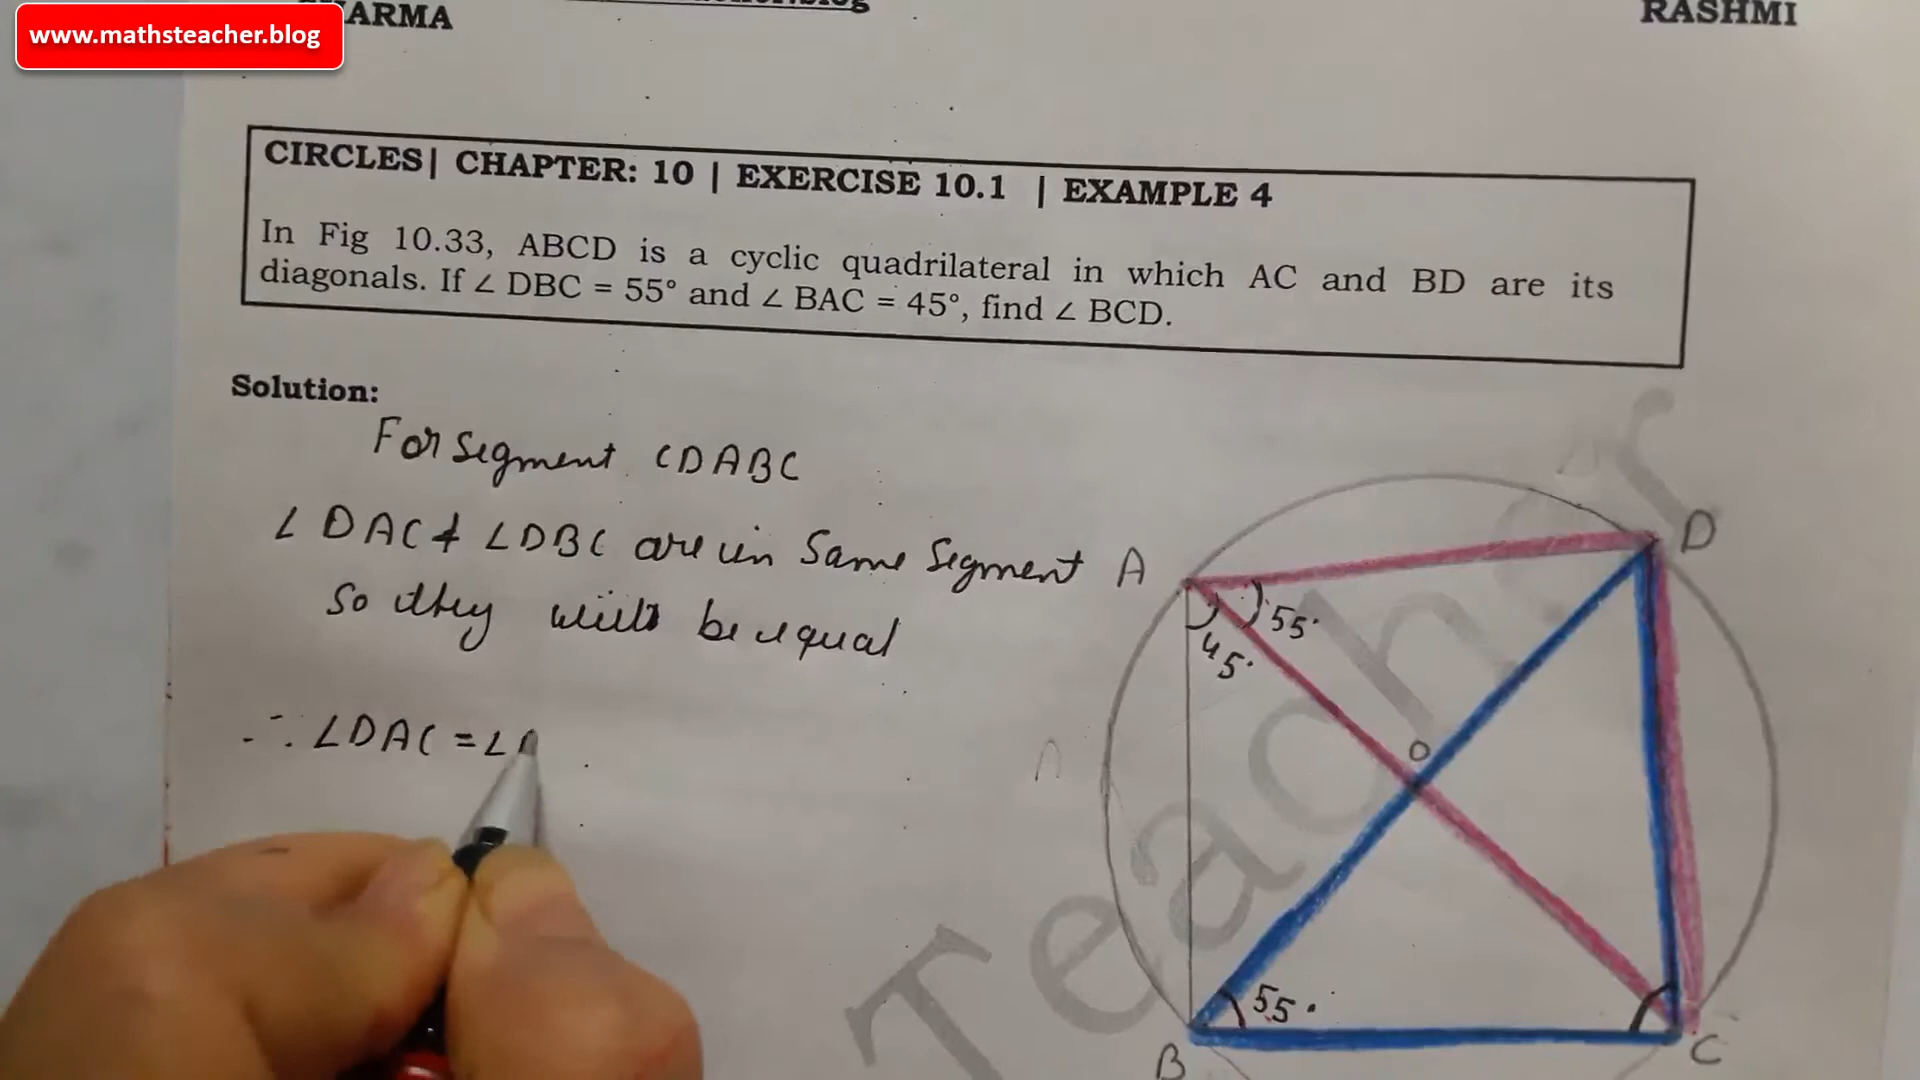 www.mathsteacher.blog
ARMA
RASHMI
CIRCLES| CHAPTER: 10 | EXERCISE 10.1 | EXAMPLE 4
In Fig 10.33, ABCD is a cyclic quadrilateral in which AC and BD are its
diagonals. If ∠ DBC = 55° and ∠ BAC = 45°, find ∠ BCD.
Solution:
For Segment CDABC
∠DAC & ∠DBC are in Same Segment
So they will be equal
∴ ∠DAC = ∠
A
D
55°
45°
O
A
55°
B
C
Teacher